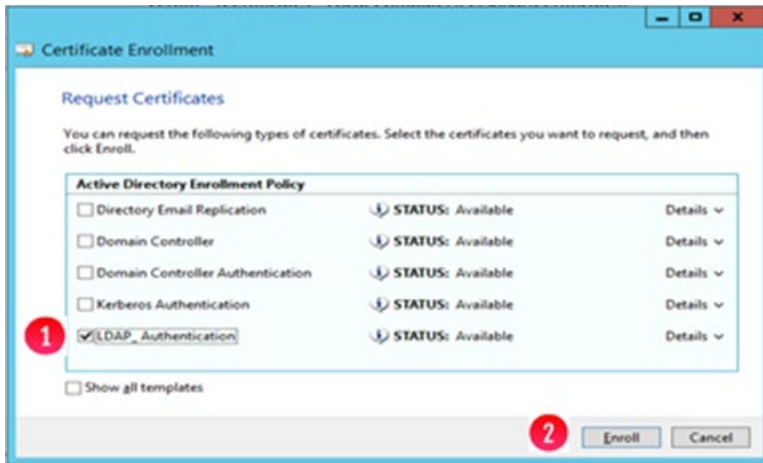 Certificate Enrollment
Request Certificates
You can request the following types of certificates. Select the certificates you want to request, and then
click Enroll.
Active Directory Enrollment Policy
Directory Email Replication STATUS: Available Details
Domain Controller STATUS: Available Details
Domain Controller Authentication STATUS: Available Details
Kerberos Authentication STATUS: Available Details
1 LDAP_ Authentication STATUS: Available Details
Show all templates
2 Enroll Cancel